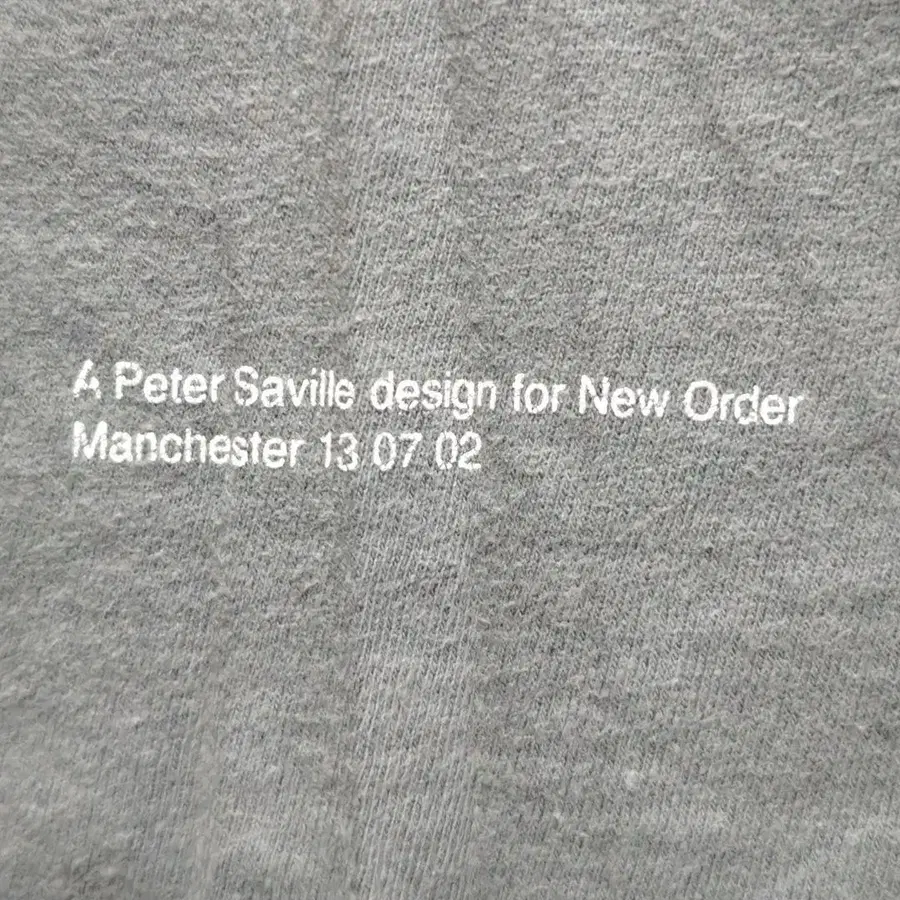 A Peter Saville design for New Order
Manchester 13 07 02